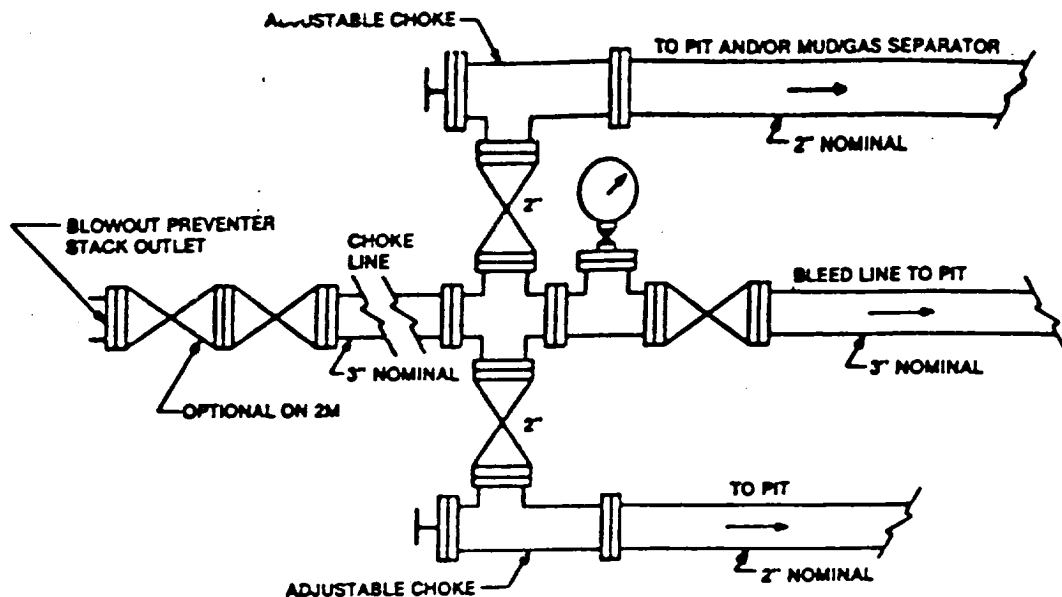 ADJUSTABLE CHOKE
TO PIT AND/OR MUD/GAS SEPARATOR
2" NOMINAL
2"
BLOWOUT PREVENTER
STACK OUTLET
CHOKE
LINE
BLEED LINE TO PIT
3" NOMINAL
3" NOMINAL
OPTIONAL ON 2M
2"
TO PIT
ADJUSTABLE CHOKE
2" NOMINAL